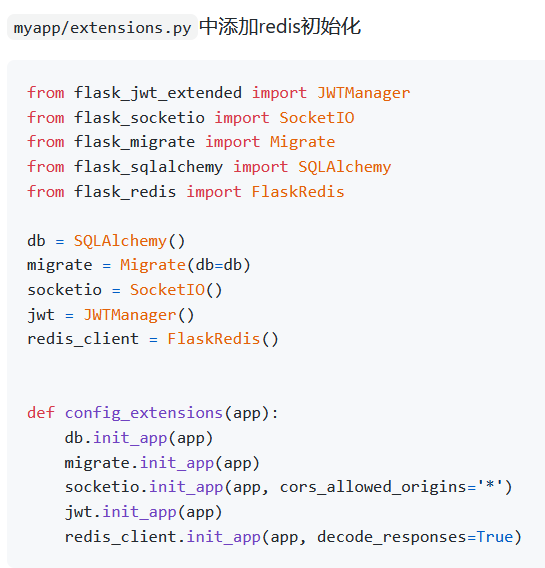 myapp/extensions.py 中添加redis初始化
from flask_jwt_extended import JWTManager
from flask_socketio import SocketIO
from flask_migrate import Migrate
from flask_sqlalchemy import SQLAlchemy
from flask_redis import FlaskRedis

db = SQLAlchemy()
migrate = Migrate(db=db)
socketio = SocketIO()
jwt = JWTManager()
redis_client = FlaskRedis()


def config_extensions(app):
    db.init_app(app)
    migrate.init_app(app)
    socketio.init_app(app, cors_allowed_origins='*')
    jwt.init_app(app)
    redis_client.init_app(app, decode_responses=True)